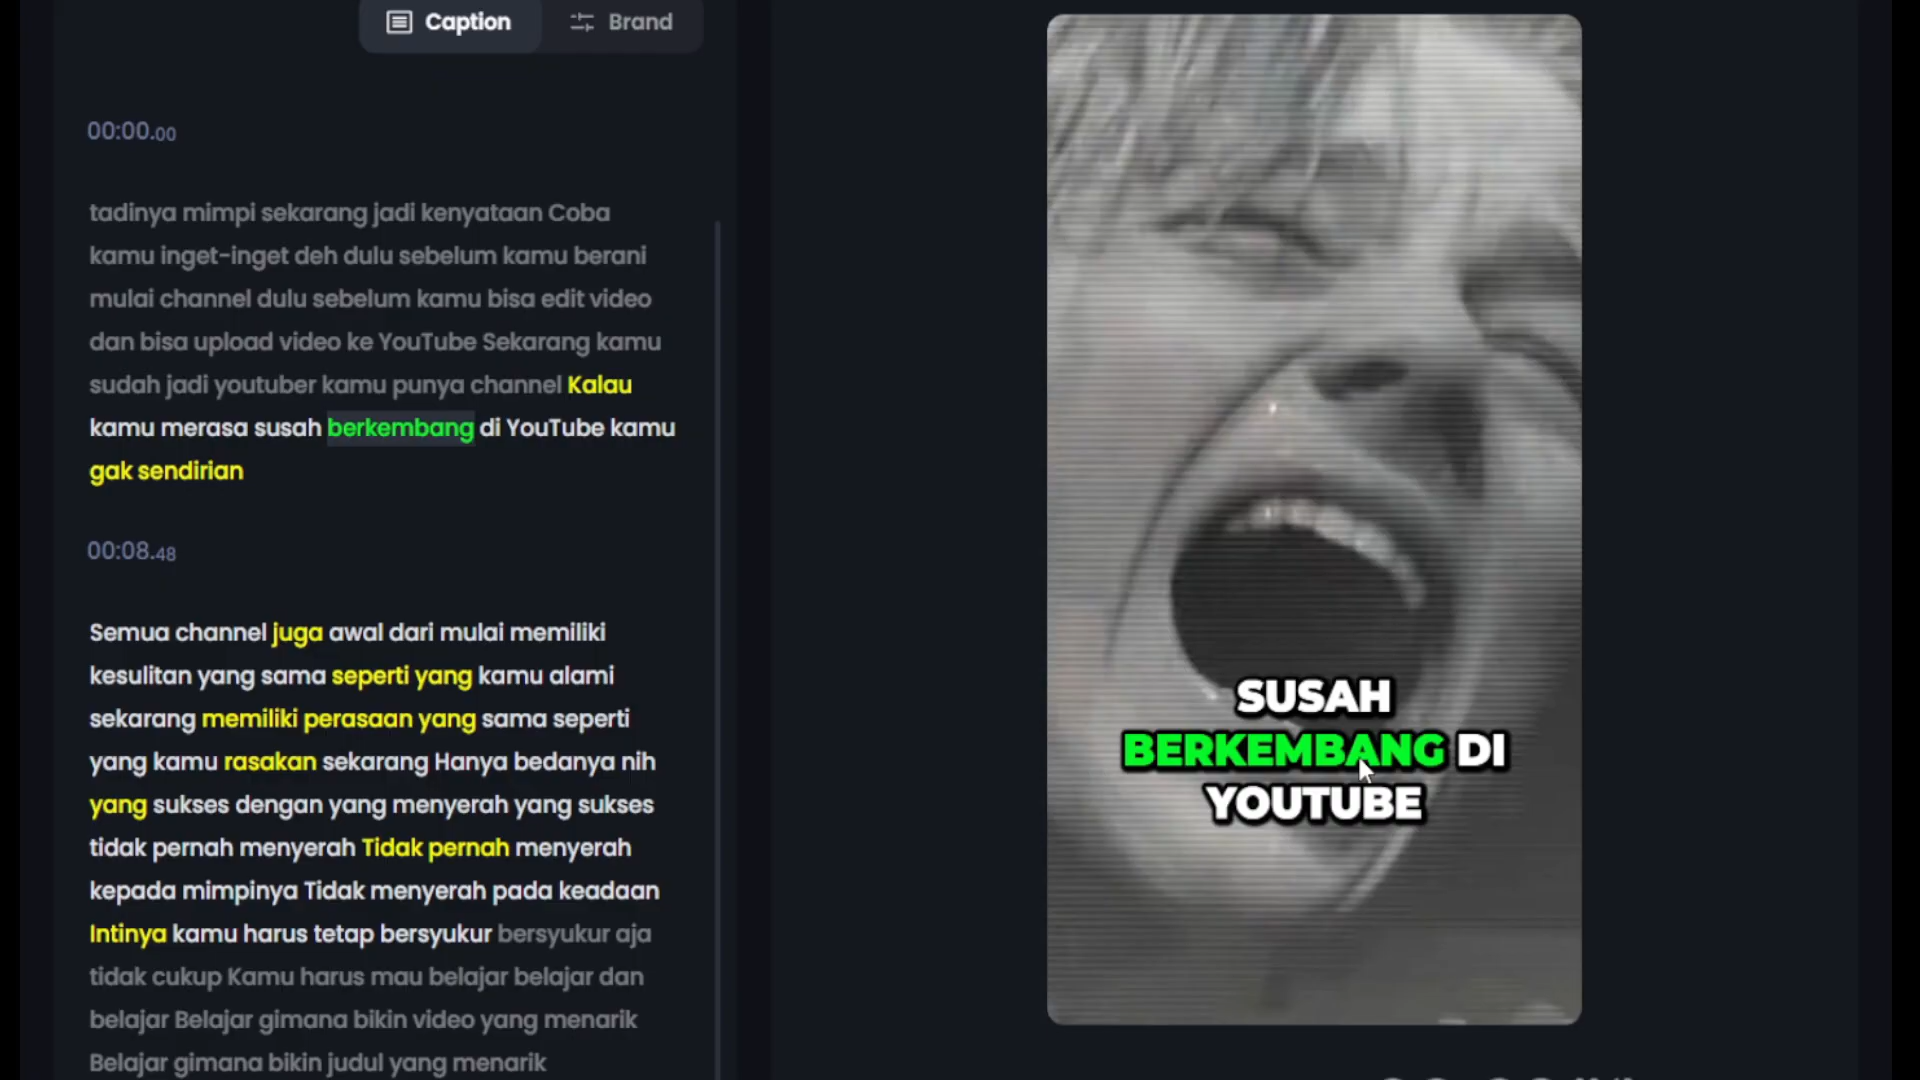 Caption
Brand
00:00.00
tadinya mimpi sekarang jadi kenyataan Coba
kamu inget-inget deh dulu sebelum kamu berani
mulai channel dulu sebelum kamu bisa edit video
dan bisa upload video ke YouTube Sekarang kamu
sudah jadi youtuber kamu punya channel Kalau
kamu merasa susah berkembang di YouTube kamu
gak sendirian
00:08.48
Semua channel juga awal dari mulai memiliki
kesulitan yang sama seperti yang kamu alami
sekarang memiliki perasaan yang sama seperti
yang kamu rasakan sekarang Hanya bedanya nih
yang sukses dengan yang menyerah yang sukses
tidak pernah menyerah Tidak pernah menyerah
kepada mimpinya Tidak menyerah pada keadaan
Intinya kamu harus tetap bersyukur bersyukur aja
tidak cukup Kamu harus mau belajar belajar dan
belajar Belajar gimana bikin video yang menarik
Belajar gimana bikin judul yang menarik
SUSAH
BERKEMBANG DI
YOUTUBE